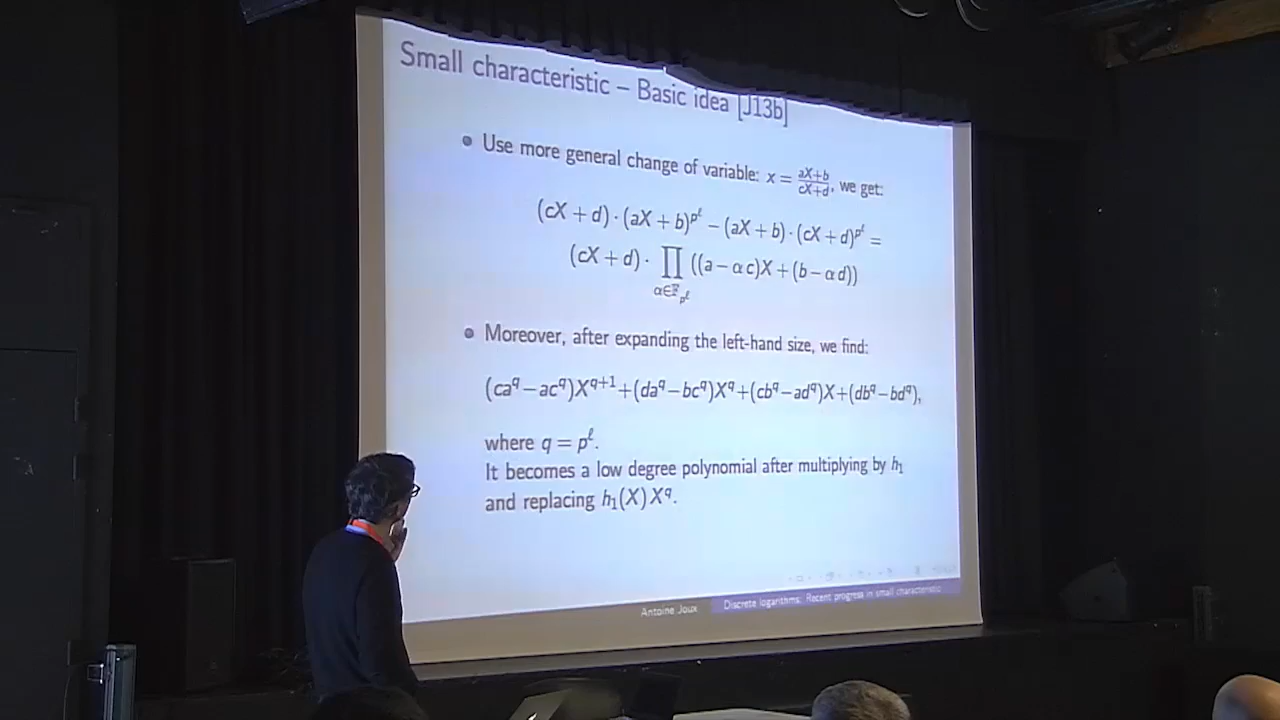 Small characteristic – Basic idea [J13b]
Use more general change of variable: x = (aX+b)/(cX+d), we get:
(cX + d) · (aX + b)^{p^ℓ} − (aX + b) · (cX + d)^{p^ℓ} =
(cX + d) · ∏_{α∈𝔽_{p^ℓ}} ((a − αc)X + (b − αd))
Moreover, after expanding the left-hand size, we find:
(ca^q − ac^q)X^{q+1} + (da^q − bc^q)X^q + (cb^q − ad^q)X + (db^q − bd^q),
where q = p^ℓ.
It becomes a low degree polynomial after multiplying by h₁
and replacing h₁(X)X^q.
Antoine Joux
Discrete logarithms: Recent progress in small characteristic